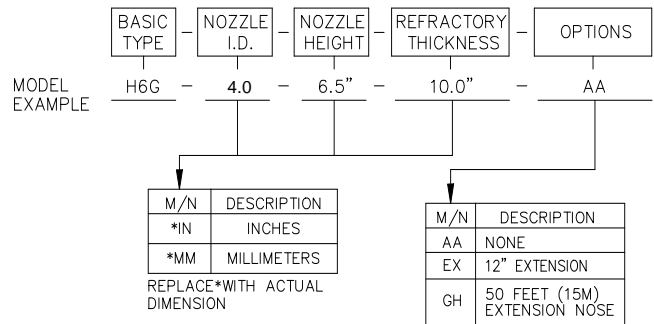 BASIC TYPE - NOZZLE I.D. - NOZZLE HEIGHT - REFRACTORY THICKNESS - OPTIONS
MODEL EXAMPLE H6G - 4.0 - 6.5" - 10.0" - AA
M/N DESCRIPTION
*IN INCHES
*MM MILLIMETERS
REPLACE*WITH ACTUAL
DIMENSION
M/N DESCRIPTION
AA NONE
EX 12" EXTENSION
GH 50 FEET (15M)
EXTENSION NOSE